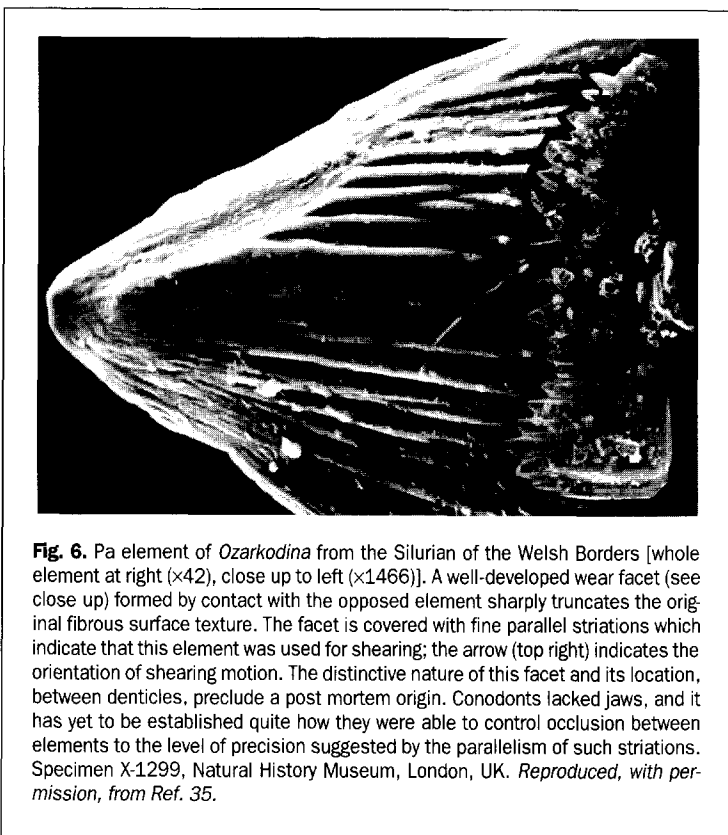 Fig. 6. Pa element of Ozarkodina from the Silurian of the Welsh Borders [whole
element at right (×42), close up to left (×1466)]. A well-developed wear facet (see
close up) formed by contact with the opposed element sharply truncates the orig-
inal fibrous surface texture. The facet is covered with fine parallel striations which
indicate that this element was used for shearing; the arrow (top right) indicates the
orientation of shearing motion. The distinctive nature of this facet and its location,
between denticles, preclude a post mortem origin. Conodonts lacked jaws, and it
has yet to be established quite how they were able to control occlusion between
elements to the level of precision suggested by the parallelism of such striations.
Specimen X-1299, Natural History Museum, London, UK. Reproduced, with per-
mission, from Ref. 35.